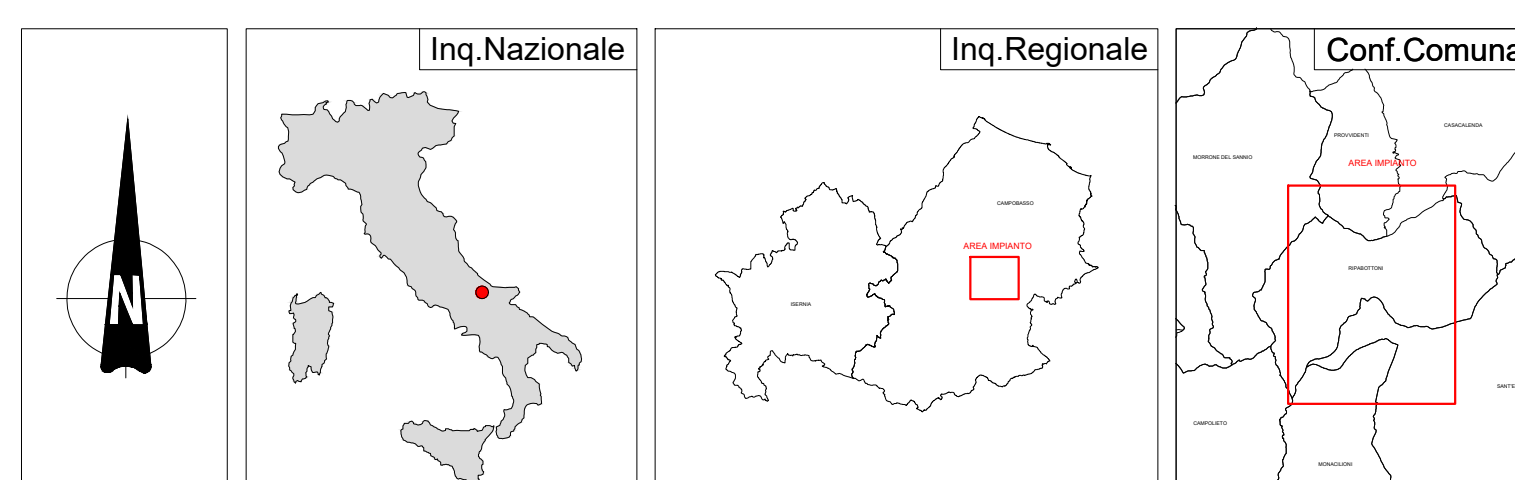 N
Inq.Nazionale
Inq.Regionale
CAMPOBASSO
AREA IMPIANTO
ISERNIA
Conf.Comuna
PROVVIDENTI
CASACALENDA
MORRONE DEL SANNIO
AREA IMPIANTO
RIPABOTTONI
SANT'E
CAMPOLIETO
MONACILIONI